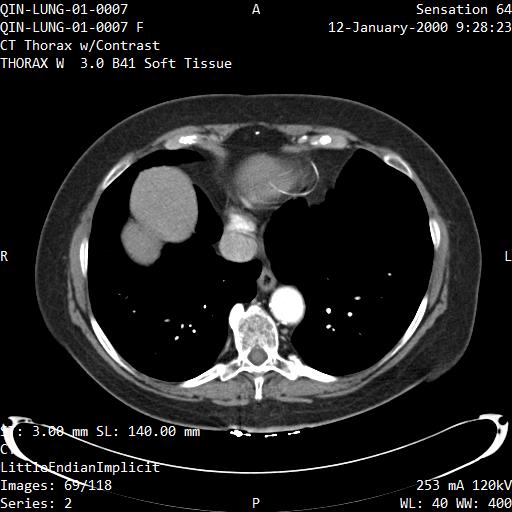 QIN-LUNG-01-0007
A
Sensation 64
QIN-LUNG-01-0007 F
12-January-2000 9:28:23
CT Thorax w/Contrast
THORAX W 3.0 B41 Soft Tissue
R
L
3.00 mm SL: 140.00 mm
LittleEndianImplicit
Images: 69/118
253 mA 120kV
Series: 2
P
WL: 40 WW: 400